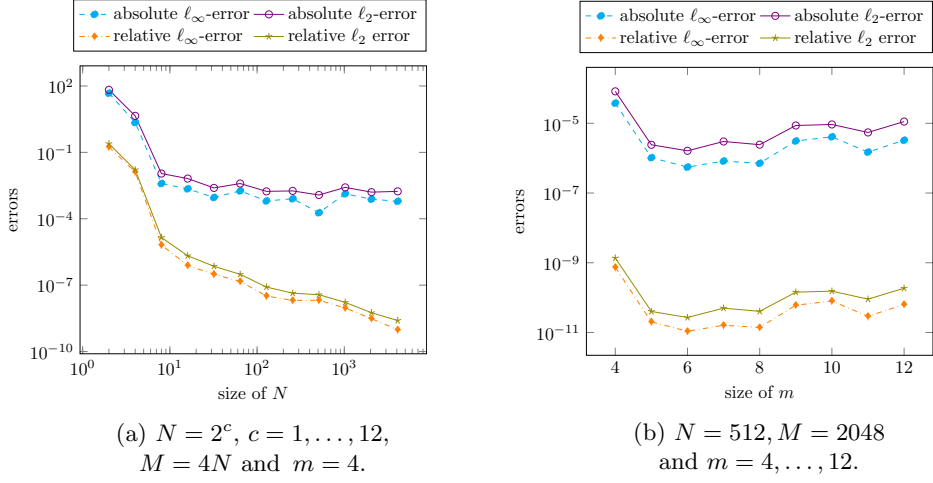 absolute ℓ∞-error absolute ℓ2-error
relative ℓ∞-error relative ℓ2 error
10^2
10^−1
10^−4
10^−7
10^−10
errors
10^0 10^1 10^2 10^3
size of N
(a) N = 2^c, c = 1, . . . , 12,
M = 4N and m = 4.
absolute ℓ∞-error absolute ℓ2-error
relative ℓ∞-error relative ℓ2 error
10^−5
10^−7
10^−9
10^−11
errors
4 6 8 10 12
size of m
(b) N = 512, M = 2048
and m = 4, . . . , 12.